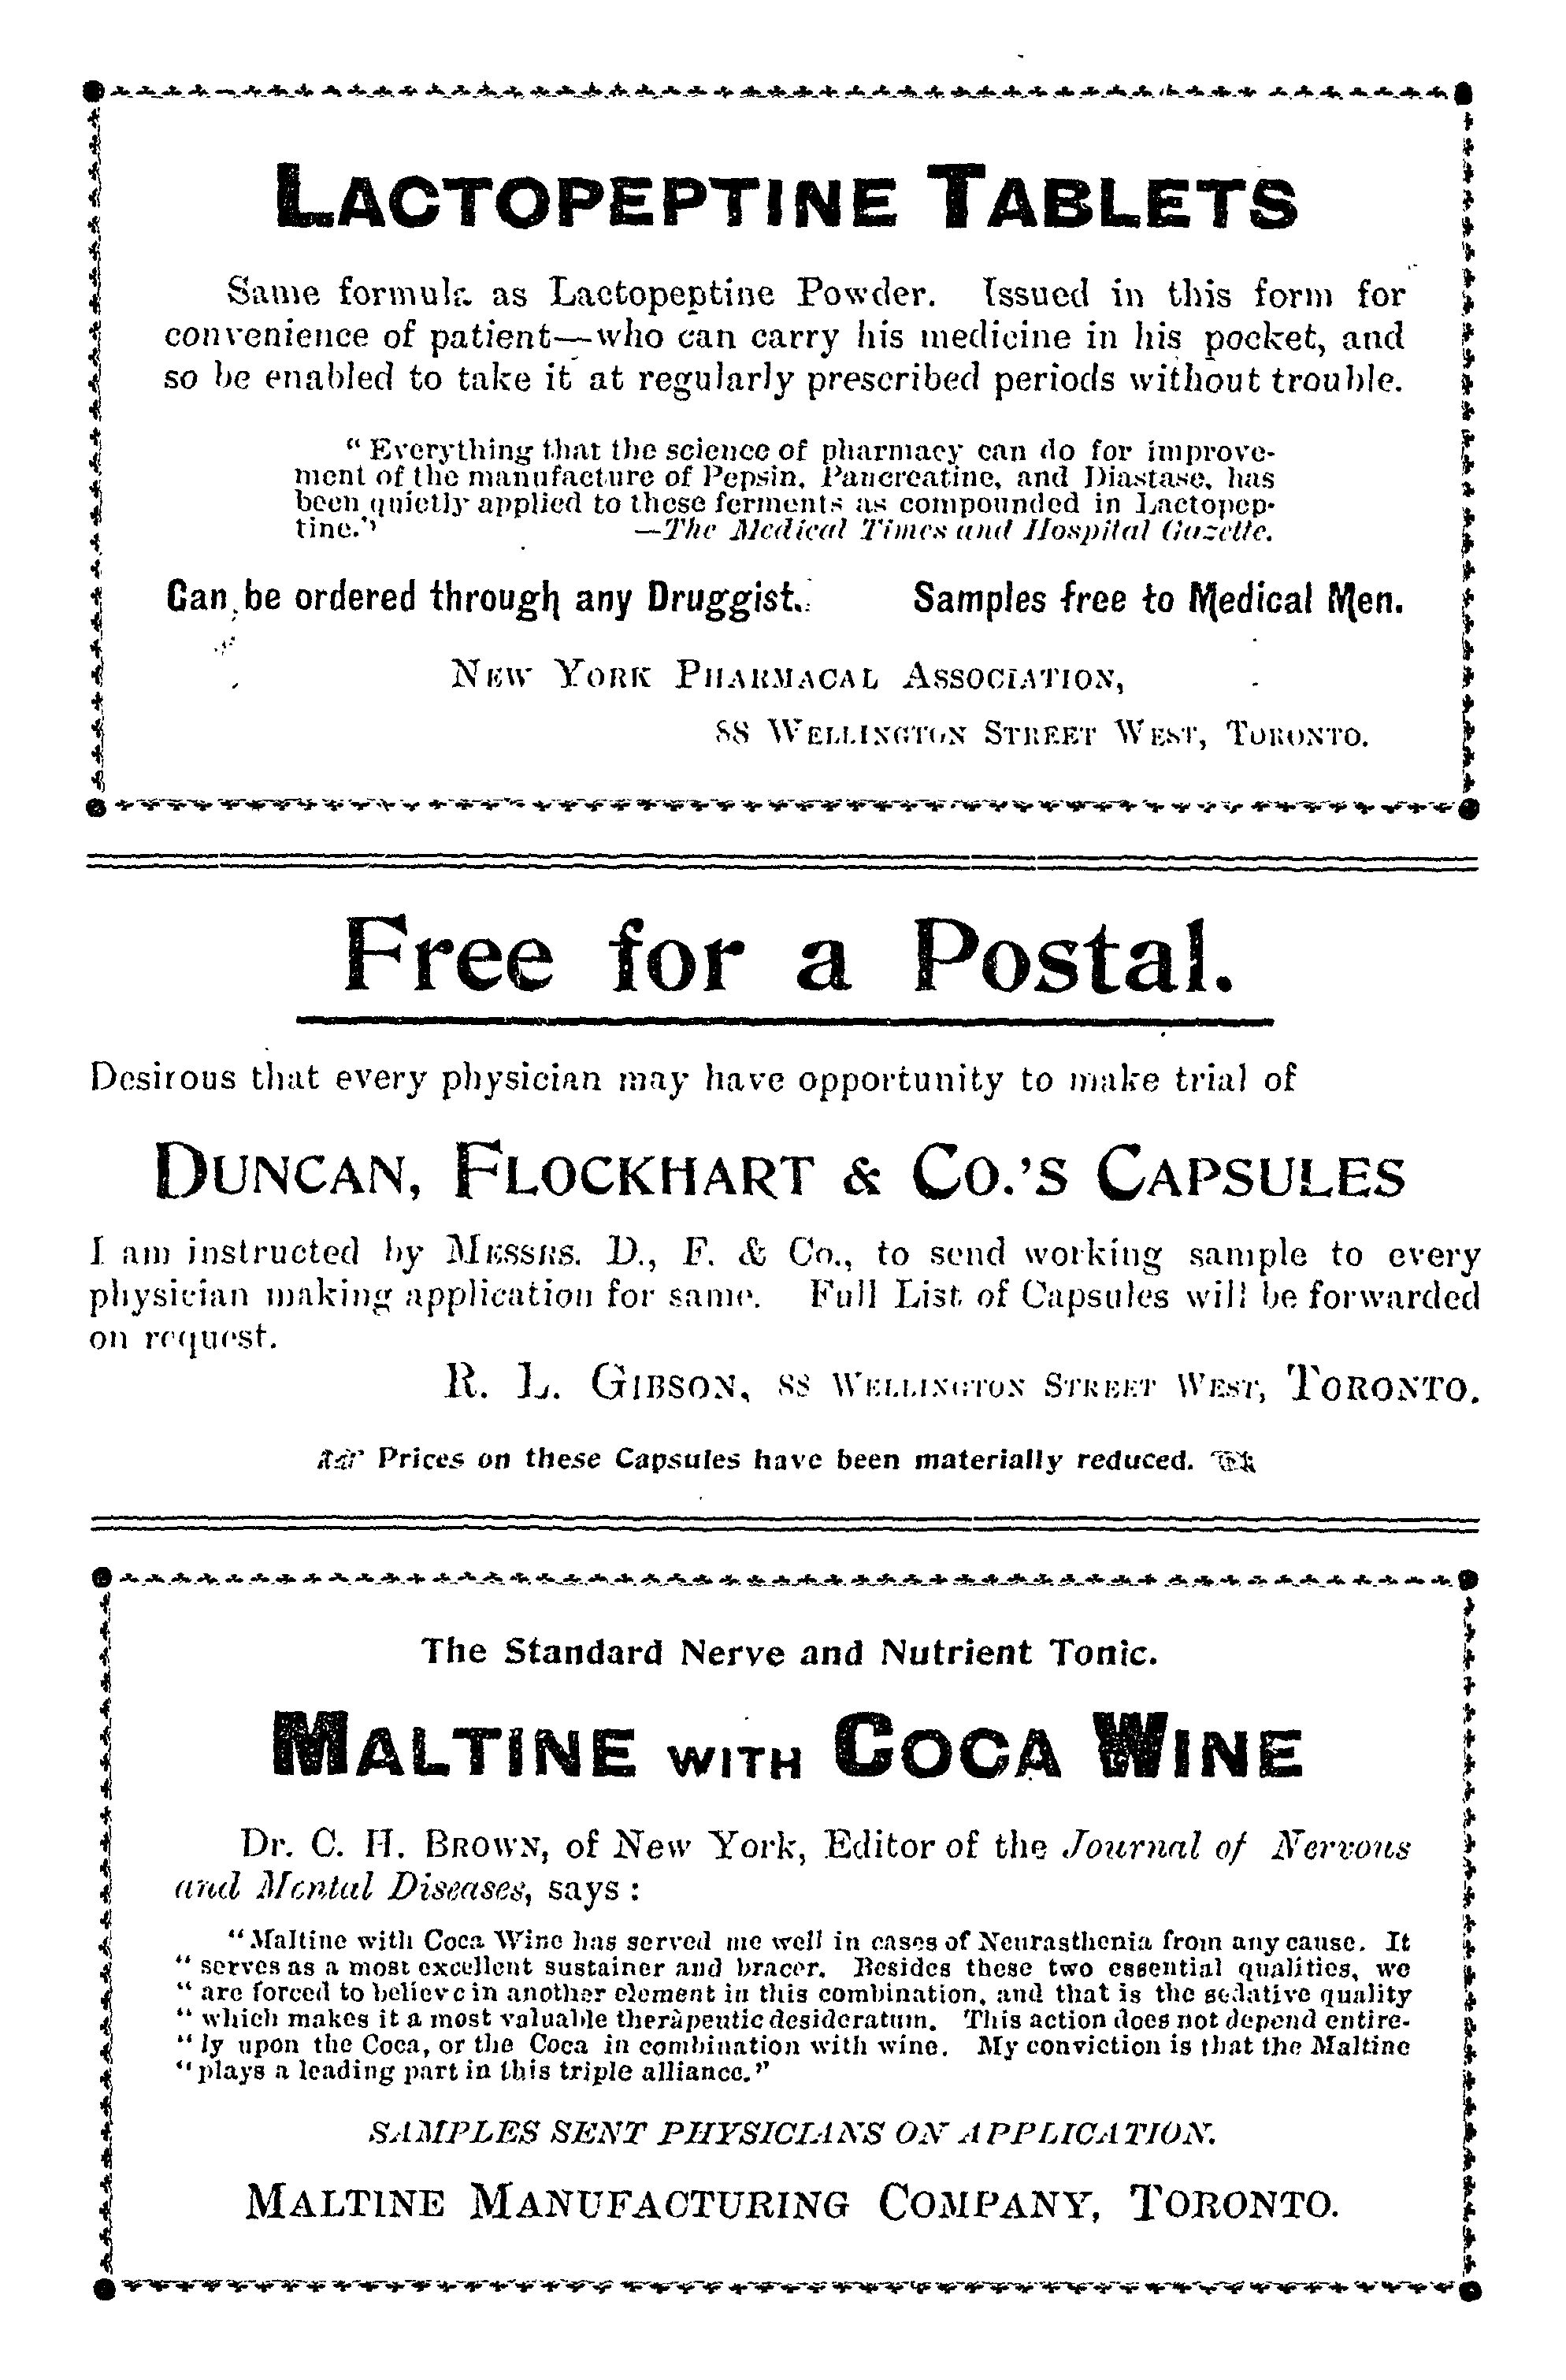 LACTOPEPTINE TABLETS
Same formula as Lactopeptine Powder. Issued in this form for
convenience of patient—who can carry his medicine in his pocket, and
so be enabled to take it at regularly prescribed periods without trouble.
“Everything that the science of pharmacy can do for improve-
ment of the manufacture of Pepsin, Pancreatine, and Diastase, has
been quietly applied to these ferments as compounded in Lactopep-
tine.” —The Medical Times and Hospital Gazette.
Can be ordered through any Druggist. Samples free to Medical Men.
NEW YORK PHARMACAL ASSOCIATION,
88 WELLINGTON STREET WEST, TORONTO.
Free for a Postal.
Desirous that every physician may have opportunity to make trial of
DUNCAN, FLOCKHART & CO.’S CAPSULES
I am instructed by MESSRS. D., F. & Co., to send working sample to every
physician making application for same. Full List of Capsules will be forwarded
on request.
R. L. GIBSON, 88 WELLINGTON STREET WEST, TORONTO.
Prices on these Capsules have been materially reduced.
The Standard Nerve and Nutrient Tonic.
MALTINE WITH COCA WINE
Dr. C. H. BROWN, of New York, Editor of the Journal of Nervous
and Mental Diseases, says :
“Maltine with Coca Wine has served me well in cases of Neurasthenia from any cause. It
“ serves as a most excellent sustainer and bracer. Besides these two essential qualities, we
“ are forced to believe in another element in this combination, and that is the sedative quality
“ which makes it a most valuable therapeutic desideratum. This action does not depend entire-
“ ly upon the Coca, or the Coca in combination with wine. My conviction is that the Maltine
“ plays a leading part in this triple alliance.”
SAMPLES SENT PHYSICIANS ON APPLICATION.
MALTINE MANUFACTURING COMPANY, TORONTO.